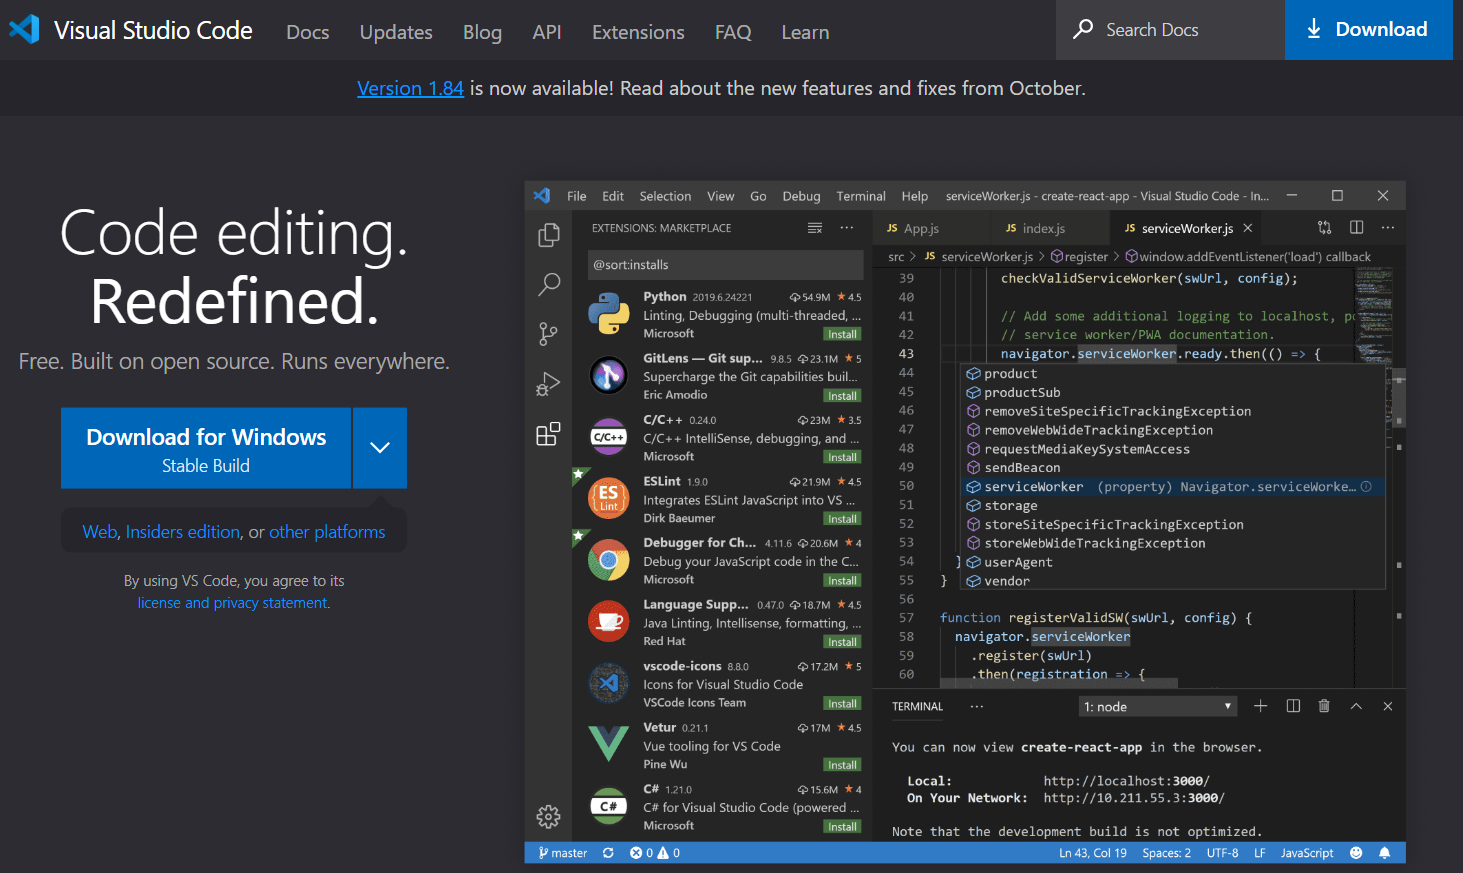 Visual Studio Code Docs Updates Blog API Extensions FAQ Learn Search Docs Download
Version 1.84 is now available! Read about the new features and fixes from October.
Code editing.
Redefined.
Free. Built on open source. Runs everywhere.
Download for Windows
Stable Build
Web, Insiders edition, or other platforms
By using VS Code, you agree to its
license and privacy statement.
File Edit Selection View Go Debug Terminal Help serviceWorker.js - create-react-app - Visual Studio Code - In...
EXTENSIONS: MARKETPLACE
@sort:installs
Python 2019.6.24221 54.9M 4.5
Linting, Debugging (multi-threaded, ...
Microsoft Install
GitLens — Git sup... 9.8.5 23.1M 5
Supercharge the Git capabilities buil...
Eric Amodio Install
C/C++
C/C++ 0.24.0 23M 3.5
C/C++ IntelliSense, debugging, and ...
Microsoft Install
ES
Lint
ESLint 1.9.0 21.9M 4.5
Integrates ESLint JavaScript into VS ...
Dirk Baeumer Install
Debugger for Ch... 4.11.6 20.6M 4
Debug your JavaScript code in the C...
Microsoft Install
Language Supp... 0.47.0 18.7M 4.5
Java Linting, Intellisense, formatting, ...
Red Hat Install
vscode-icons 8.8.0 17.2M 5
Icons for Visual Studio Code
VSCode Icons Team Install
Vetur 0.21.1 17M 4.5
Vue tooling for VS Code
Pine Wu Install
C#
C# 1.21.0 15.6M 4
C# for Visual Studio Code (powered ...
Microsoft Install
JS App.js JS index.js JS serviceWorker.js
src > JS serviceWorker.js > register > window.addEventListener('load') callback
39 checkValidServiceWorker(swUrl, config);
40
41 // Add some additional logging to localhost, po
42 // service worker/PWA documentation.
43 navigator.serviceWorker.ready.then(() => {
44 product
45 productSub
46 removeSiteSpecificTrackingException
47 removeWebWideTrackingException
48 requestMediaKeySystemAccess
49 sendBeacon
50 serviceWorker (property) Navigator.serviceWorke...
51 storage
52 storeSiteSpecificTrackingException
53 storeWebWideTrackingException
54 } userAgent
55 } vendor
56
57 function registerValidSW(swUrl, config) {
58 navigator.serviceWorker
59 .register(swUrl)
60 .then(registration => {
TERMINAL ... 1: node
You can now view create-react-app in the browser.
Local: http://localhost:3000/
On Your Network: http://10.211.55.3:3000/
Note that the development build is not optimized.
master 0 0 Ln 43, Col 19 Spaces: 2 UTF-8 LF JavaScript